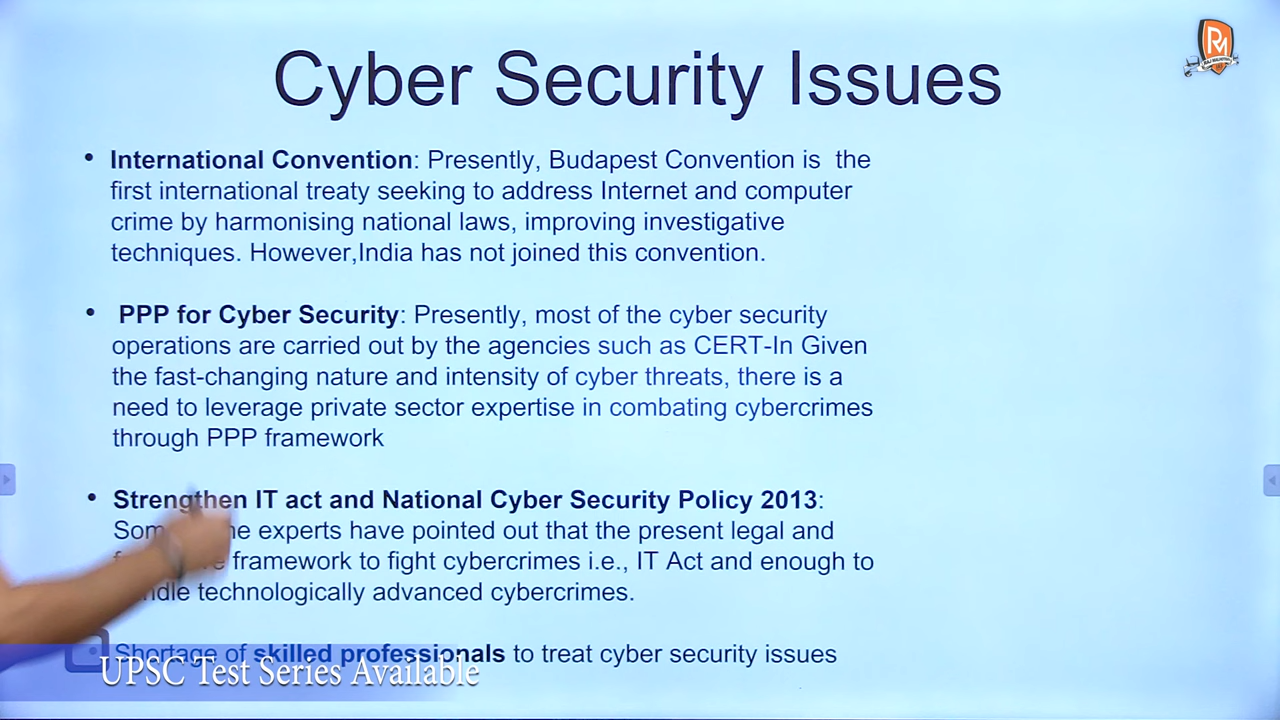 Cyber Security Issues
• International Convention: Presently, Budapest Convention is the
first international treaty seeking to address Internet and computer
crime by harmonising national laws, improving investigative
techniques. However,India has not joined this convention.
• PPP for Cyber Security: Presently, most of the cyber security
operations are carried out by the agencies such as CERT-In Given
the fast-changing nature and intensity of cyber threats, there is a
need to leverage private sector expertise in combating cybercrimes
through PPP framework
• Strengthen IT act and National Cyber Security Policy 2013:
experts have pointed out that the present legal and
framework to fight cybercrimes i.e., IT Act and enough to
technologically advanced cybercrimes.
Shortage of skilled professionals to treat cyber security issues
UPSC Test Series Available